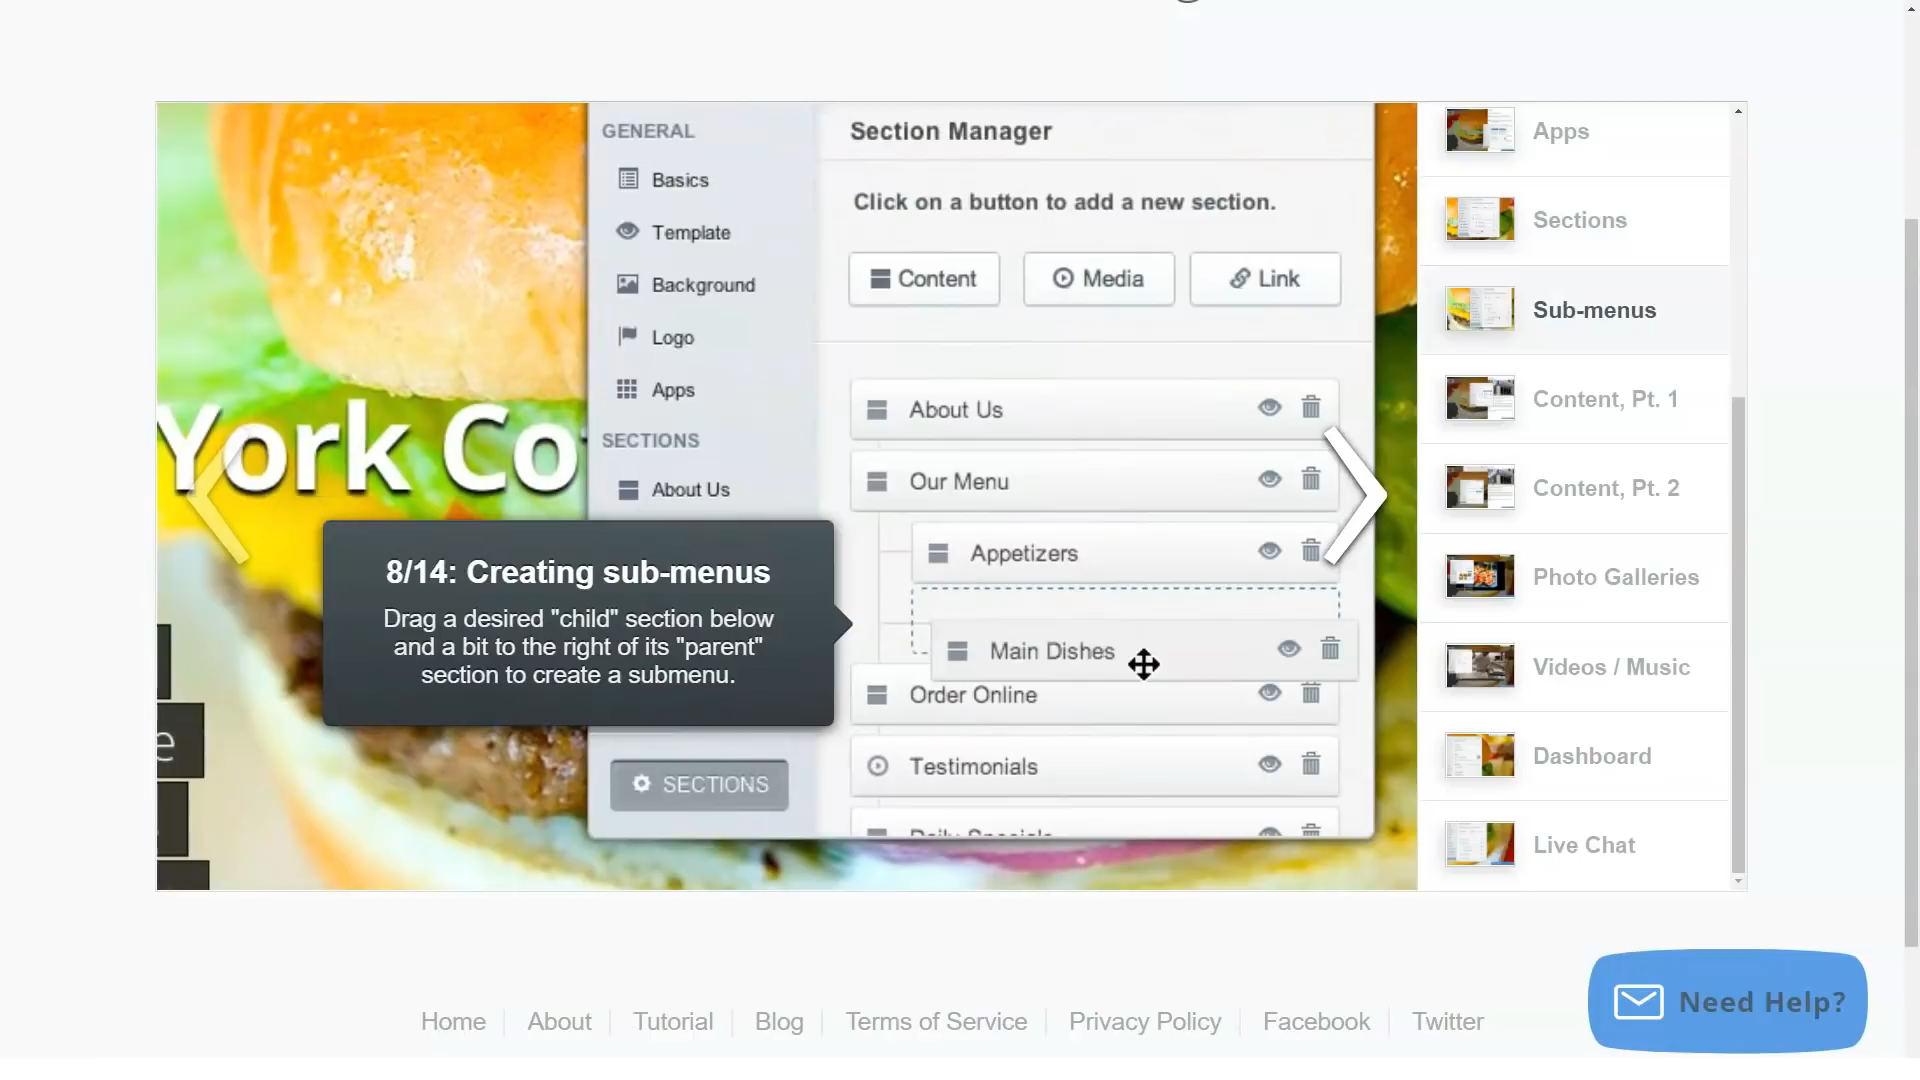 GENERAL
Basics
Template
Background
Logo
Apps
SECTIONS
About Us
SECTIONS
York Co
e
8/14: Creating sub-menus
Drag a desired "child" section below
and a bit to the right of its "parent"
section to create a submenu.
Section Manager
Click on a button to add a new section.
Content Media Link
About Us
Our Menu
Appetizers
Main Dishes
Order Online
Testimonials
Daily Specials
Apps
Sections
Sub-menus
Content, Pt. 1
Content, Pt. 2
Photo Galleries
Videos / Music
Dashboard
Live Chat
Home About Tutorial Blog Terms of Service Privacy Policy Facebook Twitter
Need Help?